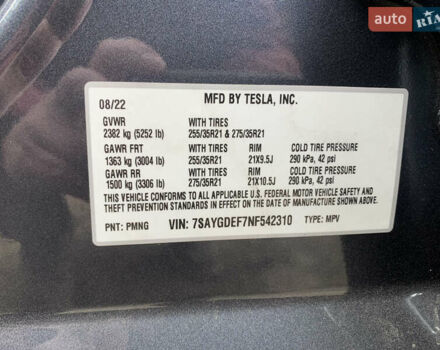 auto RIA
08/22 MFD BY TESLA, INC.
GVWR WITH TIRES
2382 kg (5252 lb) 255/35R21 & 275/35R21
GAWR FRT WITH TIRES RIM COLD TIRE PRESSURE
1363 kg (3004 lb) 255/35R21 21X9.5J 290 kPa, 42 psi
GAWR RR WITH TIRES RIM COLD TIRE PRESSURE
1500 kg (3306 lb) 275/35R21 21X10.5J 290 kPa, 42 psi
THIS VEHICLE CONFORMS TO ALL APPLICABLE U.S. FEDERAL MOTOR VEHICLE SAFETY AND
THEFT PREVENTION STANDARDS IN EFFECT ON THE DATE OF MANUFACTURE SHOWN ABOVE.
PNT: PMNG VIN: 7SAYGDEF7NF542310 TYPE: MPV